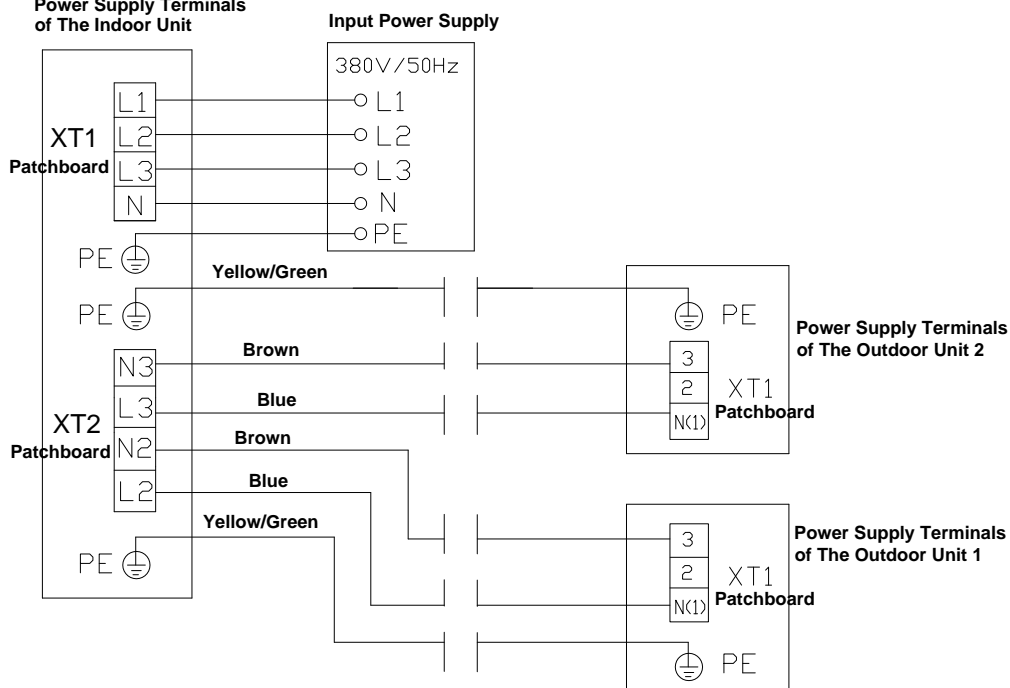 Power Supply Terminals
of The Indoor Unit
Input Power Supply
380V/50Hz
L1
L1
L2
L2
XT1
Patchboard
L3
L3
N
N
PE
PE
Yellow/Green
PE
PE
Power Supply Terminals
of The Outdoor Unit 2
Brown
N3
3
2
XT1
Patchboard
N(1)
Blue
L3
XT2
Patchboard
Brown
N2
Blue
L2
Yellow/Green
PE
Power Supply Terminals
of The Outdoor Unit 1
3
2
XT1
Patchboard
N(1)
PE